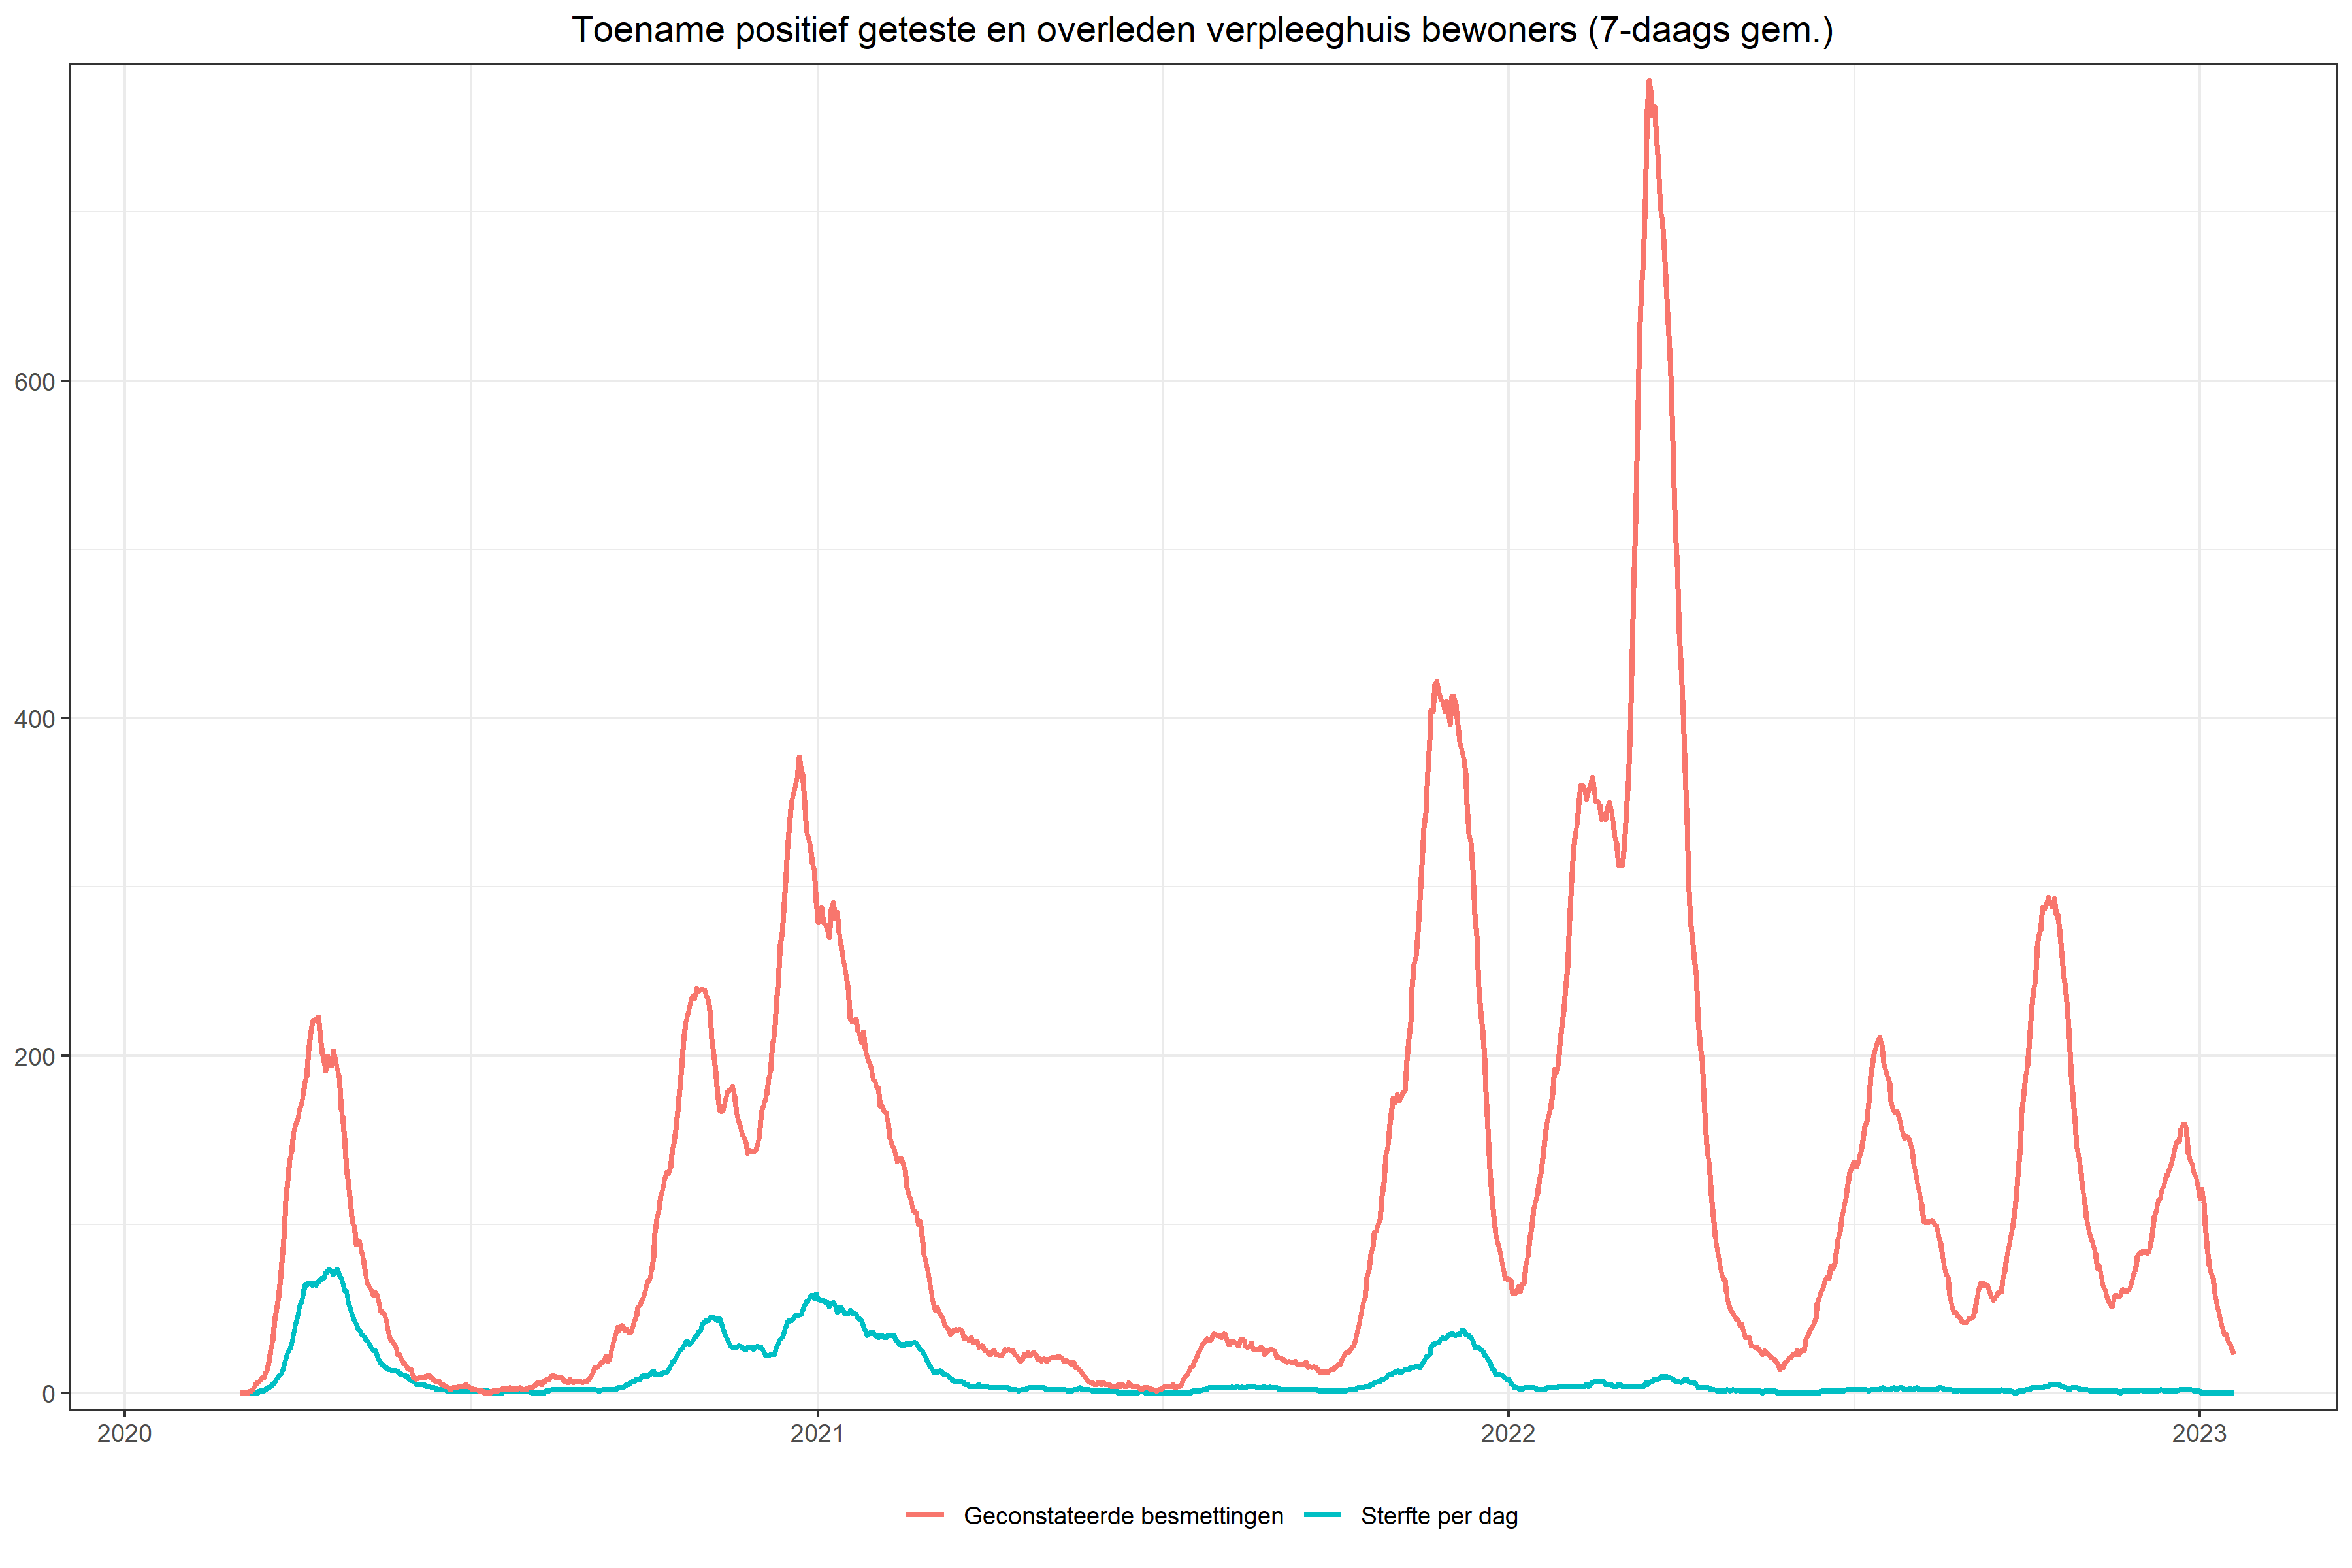 Toename positief geteste en overleden verpleeghuis bewoners (7-daags gem.)
600
400
200
0
2020 2021 2022 2023
Geconstateerde besmettingen Sterfte per dag